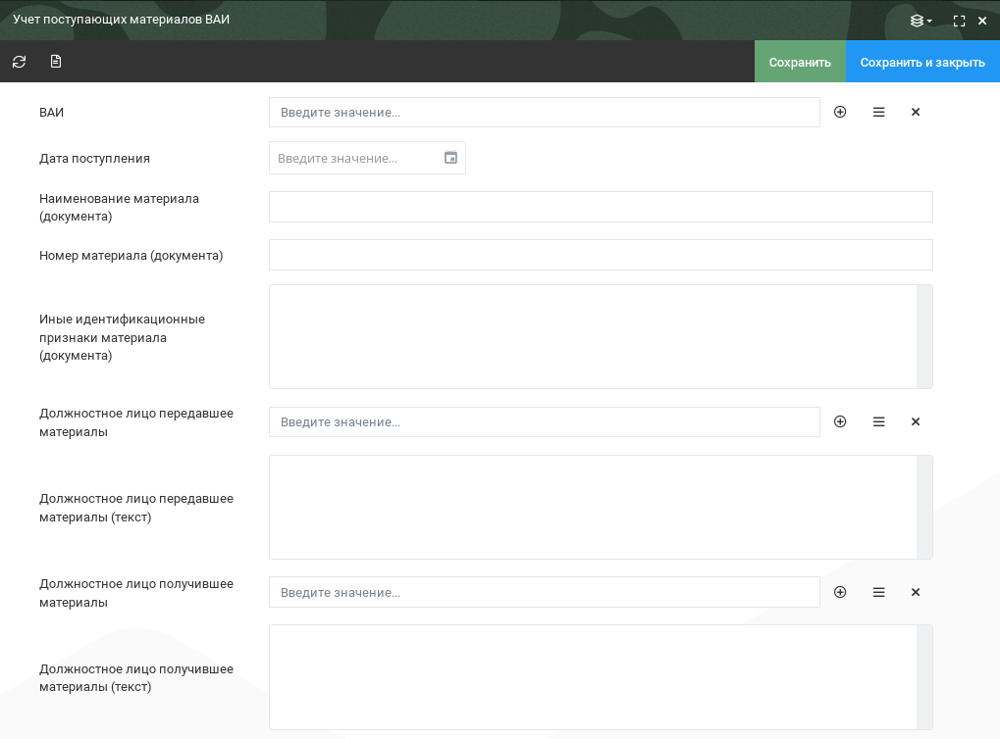 Учет поступающих материалов ВАИ
Сохранить
Сохранить и закрыть
ВАИ
Введите значение...
Дата поступления
Введите значение...
Наименование материала
(документа)
Номер материала (документа)
Иные идентификационные
признаки материала
(документа)
Должностное лицо передавшее
материалы
Введите значение...
Должностное лицо передавшее
материалы (текст)
Должностное лицо получившее
материалы
Введите значение...
Должностное лицо получившее
материалы (текст)